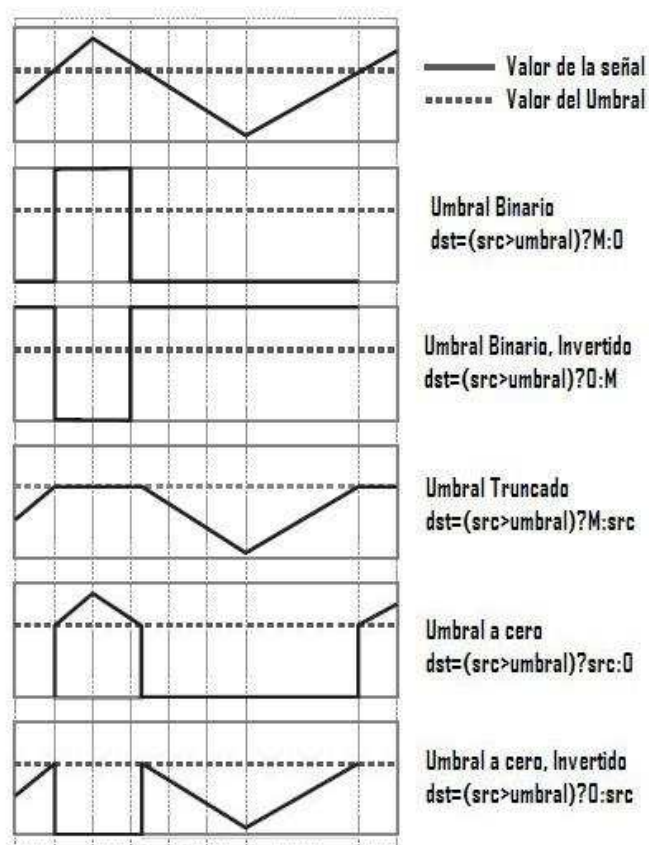 Valor de la señal
Valor del Umbral
Umbral Binario
dst=(src>umbral)?M:0
Umbral Binario, Invertido
dst=(src>umbral)?0:M
Umbral Truncado
dst=(src>umbral)?M:src
Umbral a cero
dst=(src>umbral)?src:0
Umbral a cero, Invertido
dst=(src>umbral)?0:src